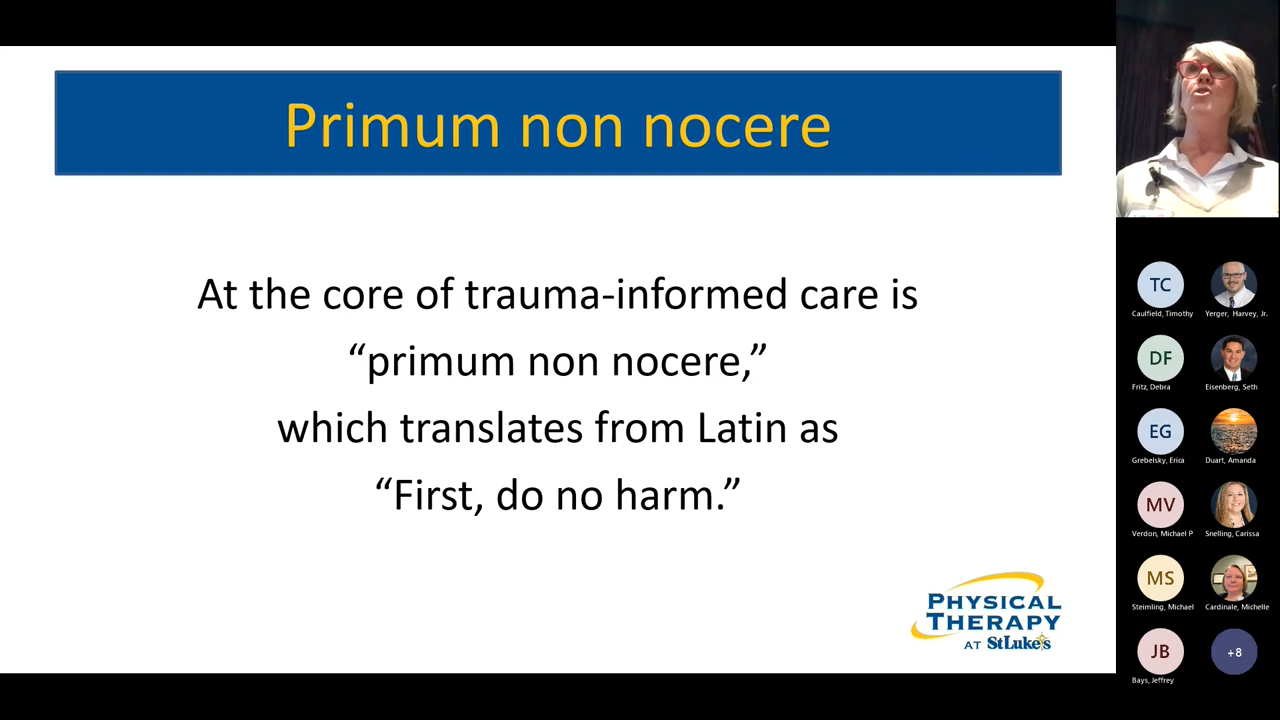 Primum non nocere
At the core of trauma-informed care is
“primum non nocere,”
which translates from Latin as
“First, do no harm.”
PHYSICAL
THERAPY
AT StLuke's
TC
Caulfield, Timothy
Yerger, Harvey, Jr.
DF
Fritz, Debra
Eisenberg, Seth
EG
Grebelsky, Erica
Duart, Amanda
MV
Verdon, Michael P
Snelling, Carissa
MS
Steimling, Michael
Cardinale, Michelle
JB
Bays, Jeffrey
+8